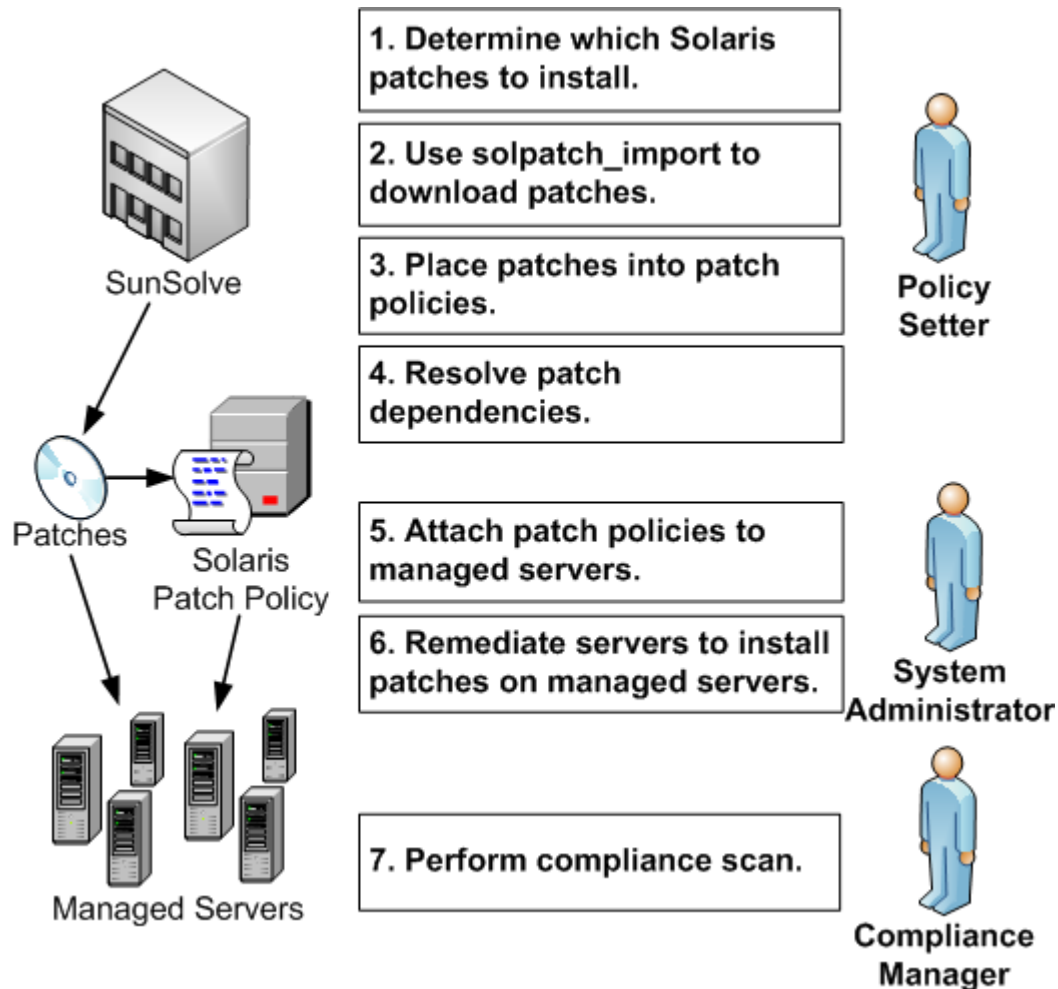 1. Determine which Solaris
patches to install.
2. Use solpatch_import to
download patches.
3. Place patches into patch
policies.
4. Resolve patch
dependencies.
Policy
Setter
SunSolve
Patches
Solaris
Patch Policy
5. Attach patch policies to
managed servers.
6. Remediate servers to install
patches on managed servers.
System
Administrator
Managed Servers
7. Perform compliance scan.
Compliance
Manager